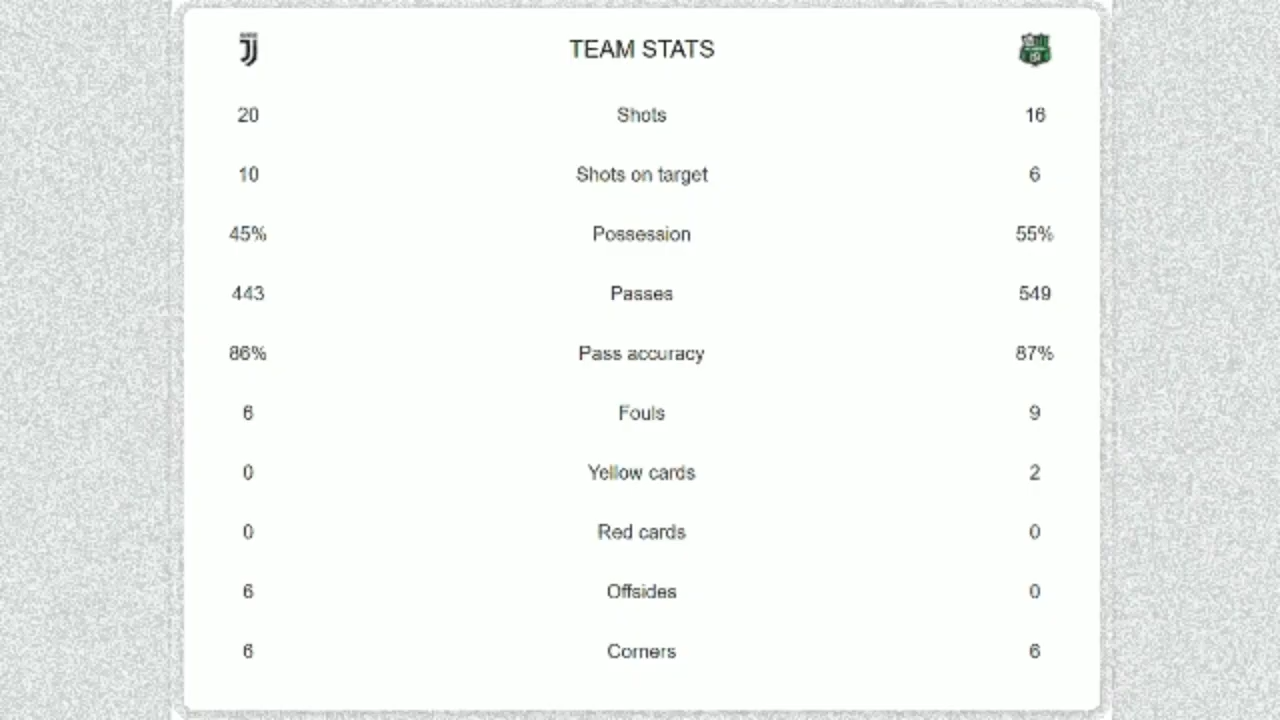 TEAM STATS
20 Shots 16
10 Shots on target 6
45% Possession 55%
443 Passes 549
86% Pass accuracy 87%
6 Fouls 9
0 Yellow cards 2
0 Red cards 0
6 Offsides 0
6 Corners 6